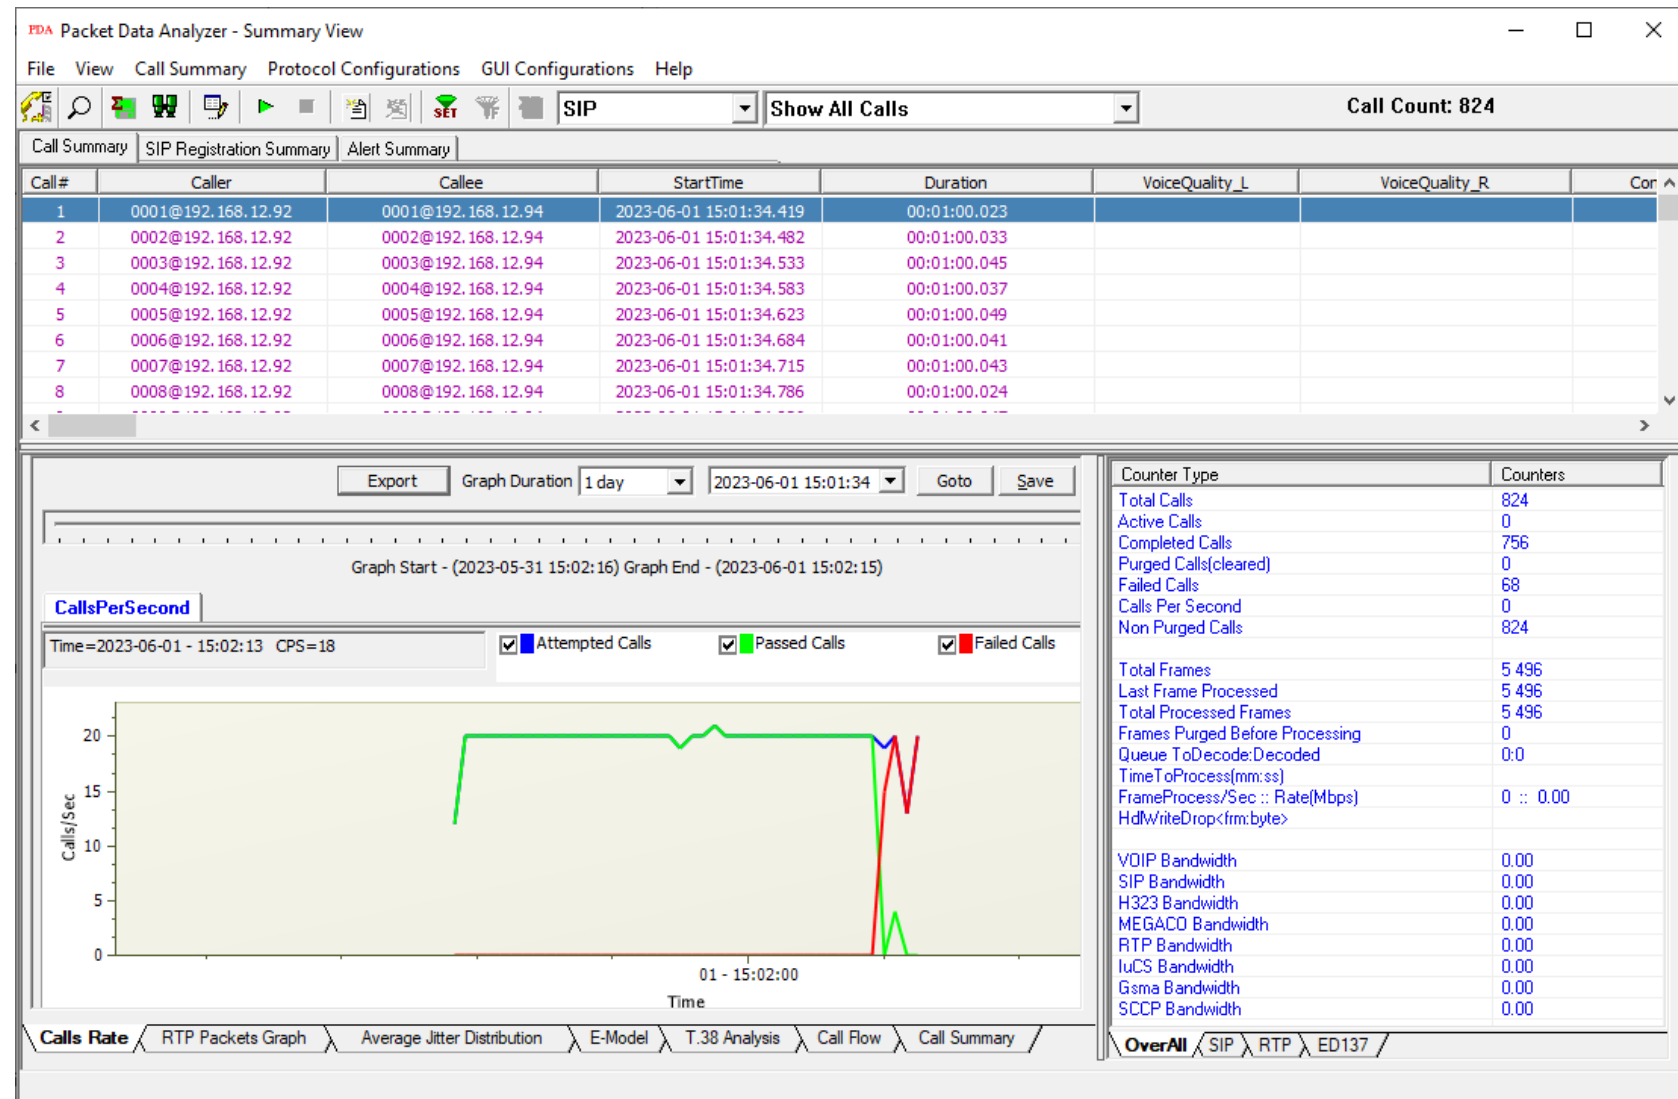 PDA Packet Data Analyzer - Summary View
File View Call Summary Protocol Configurations GUI Configurations Help
SET SIP Show All Calls Call Count: 824
Call Summary SIP Registration Summary Alert Summary
Call# Caller Callee StartTime Duration VoiceQuality_L VoiceQuality_R Con
1 0001@192.168.12.92 0001@192.168.12.94 2023-06-01 15:01:34.419 00:01:00.023
2 0002@192.168.12.92 0002@192.168.12.94 2023-06-01 15:01:34.482 00:01:00.033
3 0003@192.168.12.92 0003@192.168.12.94 2023-06-01 15:01:34.533 00:01:00.045
4 0004@192.168.12.92 0004@192.168.12.94 2023-06-01 15:01:34.583 00:01:00.037
5 0005@192.168.12.92 0005@192.168.12.94 2023-06-01 15:01:34.623 00:01:00.049
6 0006@192.168.12.92 0006@192.168.12.94 2023-06-01 15:01:34.684 00:01:00.041
7 0007@192.168.12.92 0007@192.168.12.94 2023-06-01 15:01:34.715 00:01:00.043
8 0008@192.168.12.92 0008@192.168.12.94 2023-06-01 15:01:34.786 00:01:00.024
Export Graph Duration 1 day 2023-06-01 15:01:34 Goto Save
Graph Start - (2023-05-31 15:02:16) Graph End - (2023-06-01 15:02:15)
CallsPerSecond
Time=2023-06-01 - 15:02:13 CPS=18 Attempted Calls Passed Calls Failed Calls
20
15
10
5
0
Calls/Sec
01 - 15:02:00
Time
Calls Rate RTP Packets Graph Average Jitter Distribution E-Model T.38 Analysis Call Flow Call Summary
Counter Type Counters
Total Calls 824
Active Calls 0
Completed Calls 756
Purged Calls(cleared) 0
Failed Calls 68
Calls Per Second 0
Non Purged Calls 824
Total Frames 5 496
Last Frame Processed 5 496
Total Processed Frames 5 496
Frames Purged Before Processing 0
Queue ToDecode:Decoded 0:0
TimeToProcess(mm:ss)
FrameProcess/Sec :: Rate(Mbps) 0 :: 0.00
HdlWriteDrop<frm:byte>
VOIP Bandwidth 0.00
SIP Bandwidth 0.00
H323 Bandwidth 0.00
MEGACO Bandwidth 0.00
RTP Bandwidth 0.00
IuCS Bandwidth 0.00
Gsma Bandwidth 0.00
SCCP Bandwidth 0.00
OverAll SIP RTP ED137